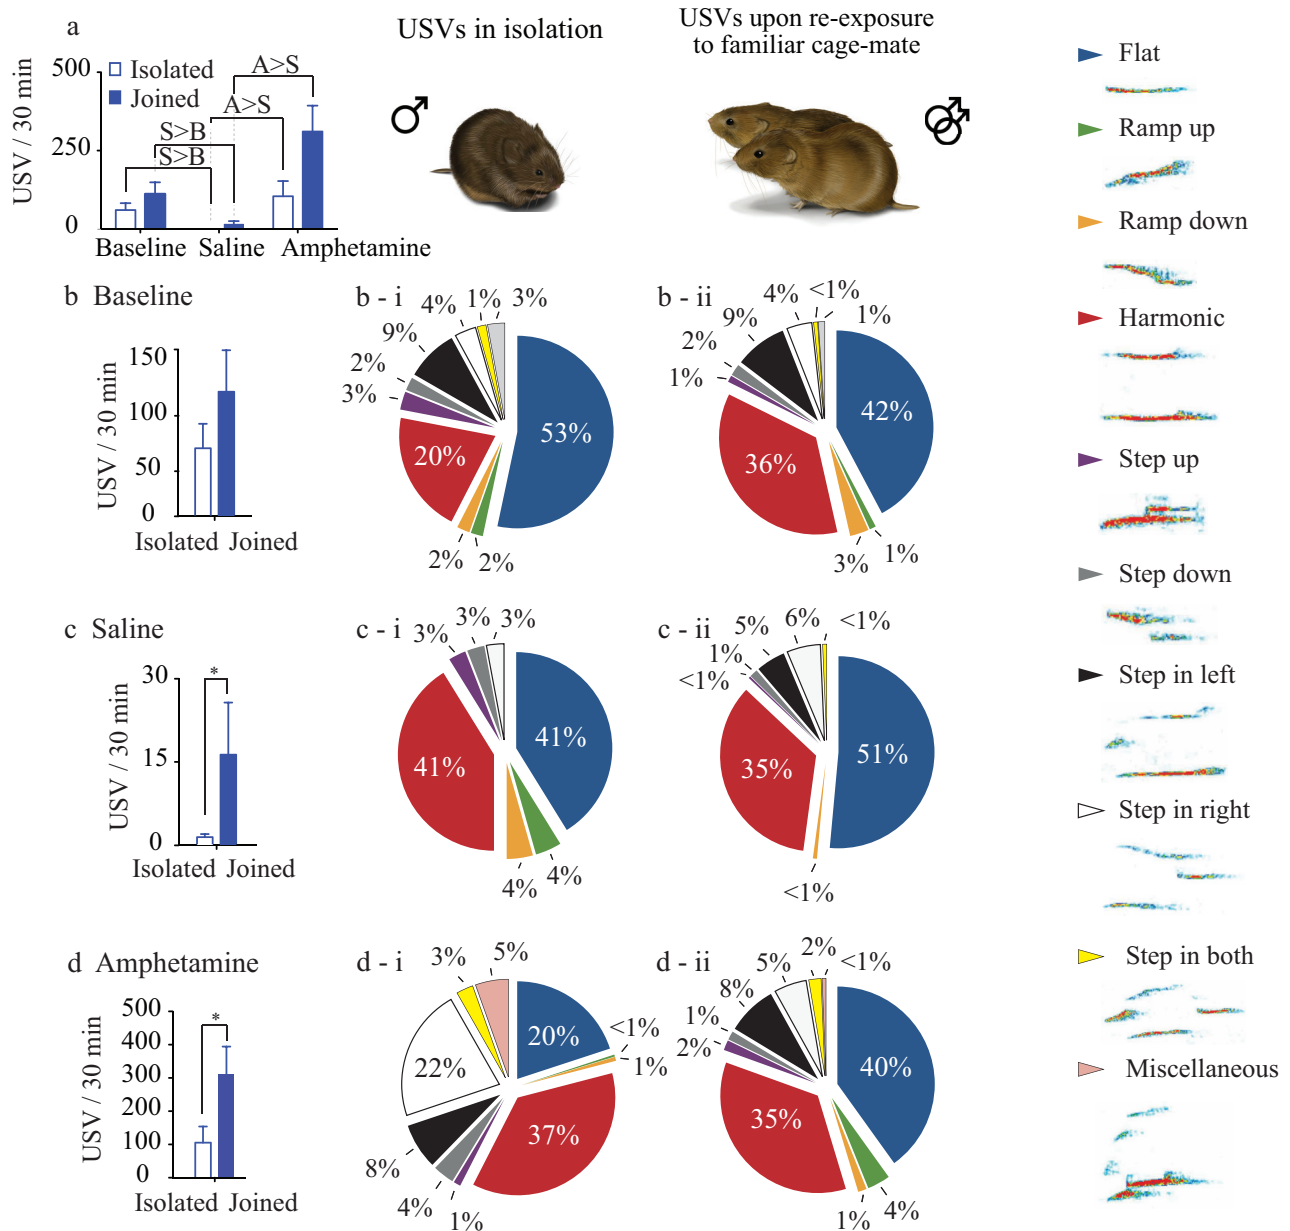 a
USVs in isolation
USVs upon re-exposure
to familiar cage-mate
500
250
0
USV / 30 min
Isolated
Joined
A>S
A>S
S>B
S>B
Baseline Saline Amphetamine
b Baseline
150
100
50
0
USV / 30 min
Isolated Joined
b - i
4%
1%
3%
9%
2%
3%
20%
53%
2%
2%
b - ii
4%
<1%
1%
9%
2%
1%
42%
36%
3%
1%
c Saline
30
15
0
USV / 30 min
*
Isolated Joined
c - i
3%
3%
3%
41%
41%
4%
4%
c - ii
6%
<1%
5%
1%
<1%
35%
51%
<1%
d Amphetamine
500
400
300
200
100
0
USV / 30 min
*
Isolated Joined
d - i
3%
5%
20%
<1%
1%
22%
37%
8%
4%
1%
d - ii
2%
<1%
5%
8%
1%
2%
40%
35%
1%
4%
Flat
Ramp up
Ramp down
Harmonic
Step up
Step down
Step in left
Step in right
Step in both
Miscellaneous